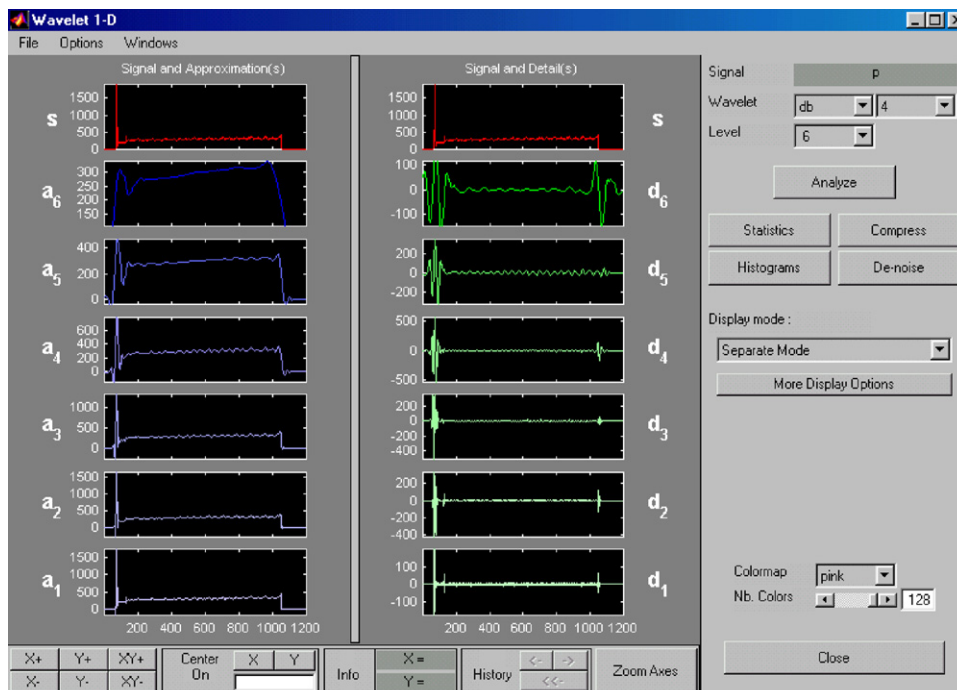 Wavelet 1-D
File Options Windows
Signal and Approximation(s)
s
1500
1000
500
0
a6
300
250
200
150
a5
400
200
0
a4
600
400
200
0
a3
1000
500
0
a2
1500
1000
500
0
a1
1500
1000
500
0
200 400 600 800 1000 1200
Signal and Detail(s)
1500
1000
500
0
s
100
0
-100
d6
200
0
-200
d5
500
0
-500
d4
200
0
-200
-400
d3
200
0
-200
-400
d2
100
0
-100
d1
200 400 600 800 1000 1200
Signal p
Wavelet db 4
Level 6
Analyze
Statistics Compress
Histograms De-noise
Display mode :
Separate Mode
More Display Options
Colormap pink
Nb. Colors 128
Close
X+ Y+ XY+
X- Y- XY-
Center On X Y
Info X = Y =
History <- -> <<-
Zoom Axes